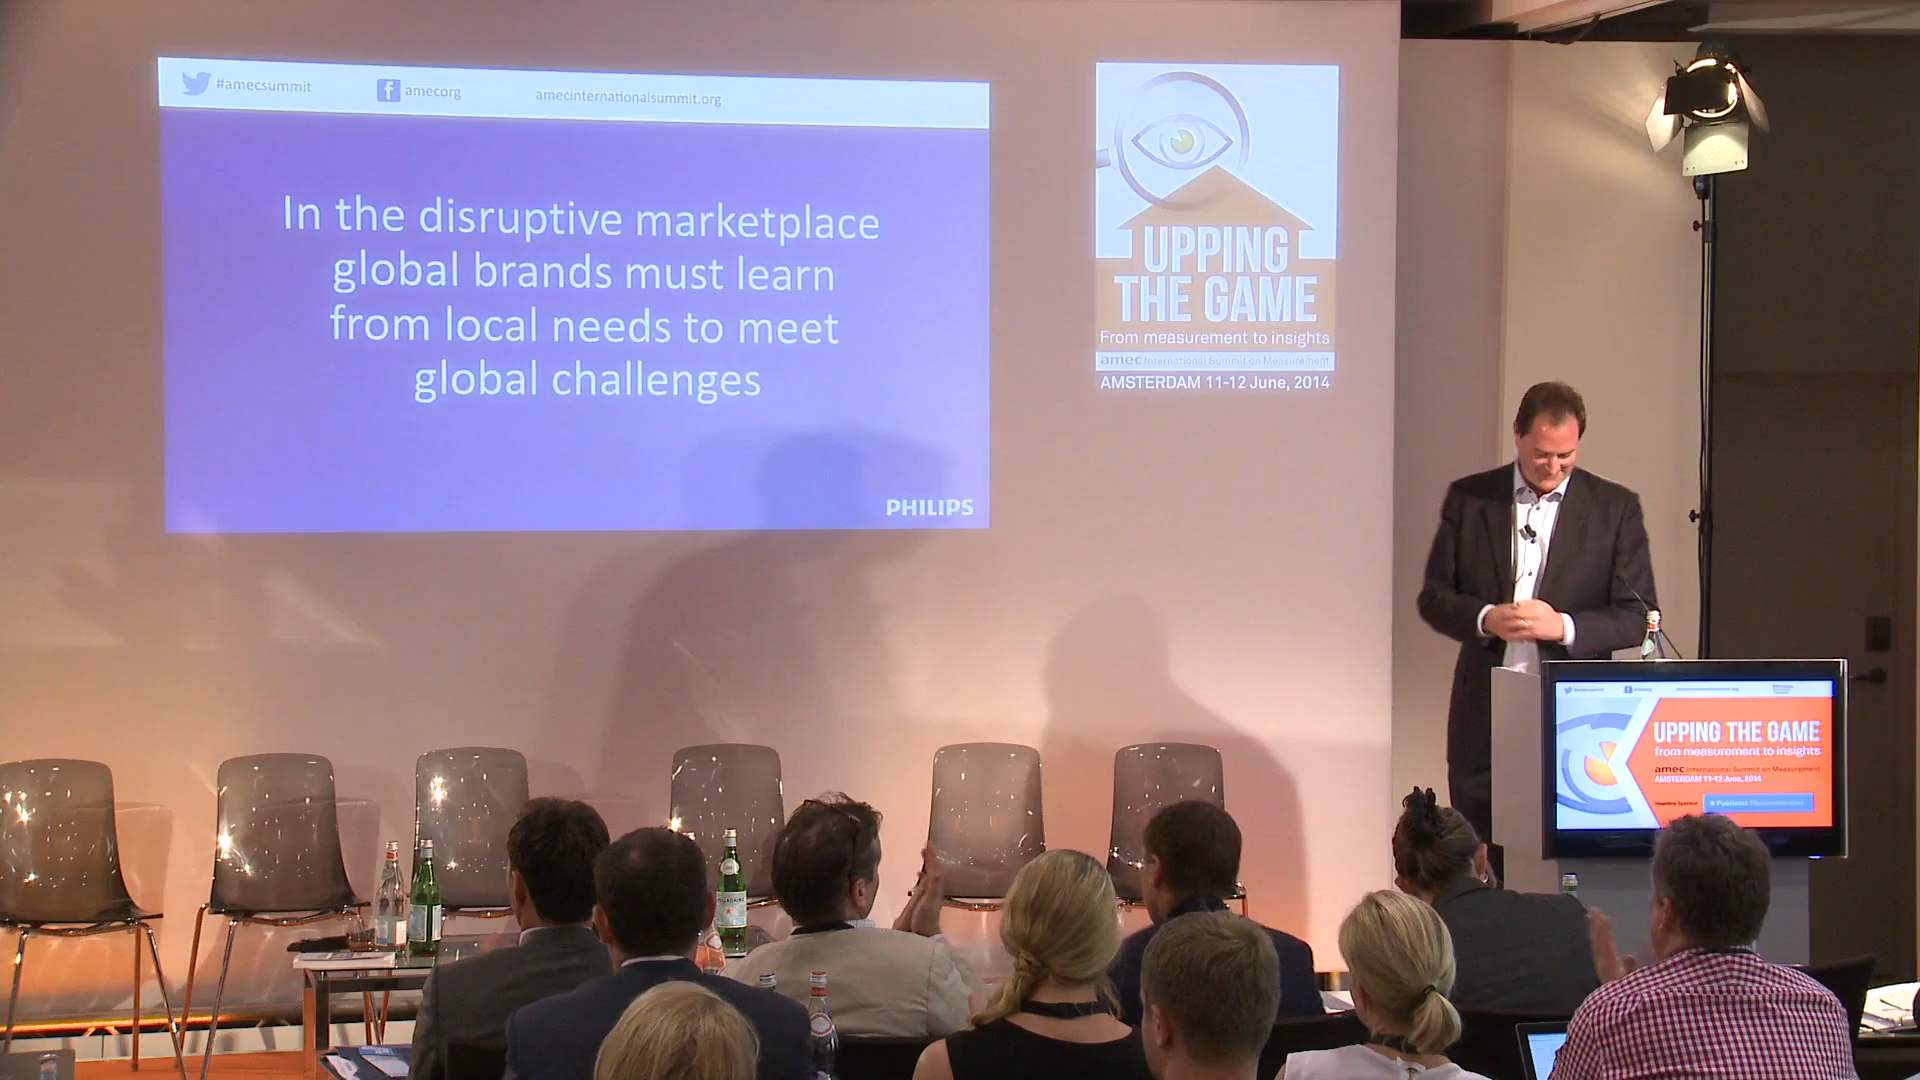 #amecsummit
amecorg
amecinternationalsummit.org
In the disruptive marketplace
global brands must learn
from local needs to meet
global challenges
PHILIPS
UPPING
THE GAME
From measurement to insights
amec International Summit on Measurement
AMSTERDAM 11-12 June, 2014
UPPING THE GAME
from measurement to insights
amec International Summit on Measurement
AMSTERDAM 11-12 June, 2014
Headline Sponsor